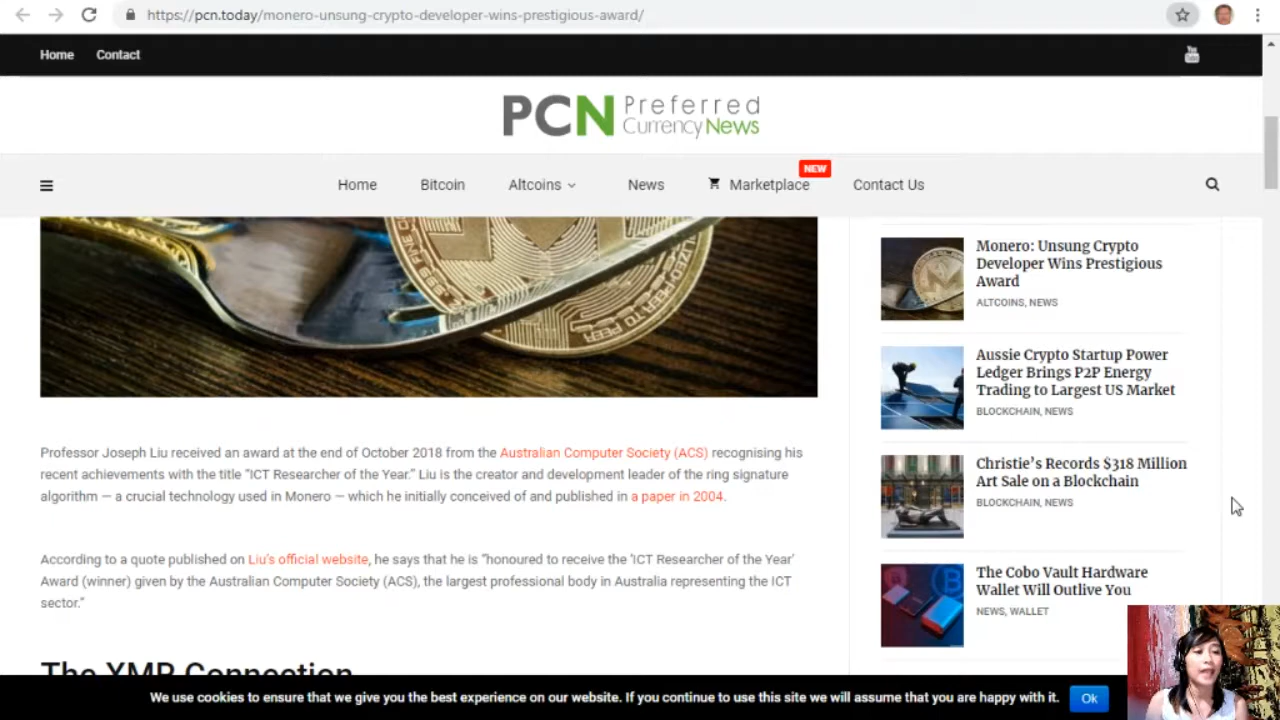 https://pcn.today/monero-unsung-crypto-developer-wins-prestigious-award/
Home Contact
You Tube
PCN Preferred
Currency News
NEW
Home Bitcoin Altcoins News Marketplace Contact Us
Monero: Unsung Crypto
Developer Wins Prestigious
Award
ALTCOINS, NEWS
Aussie Crypto Startup Power
Ledger Brings P2P Energy
Trading to Largest US Market
BLOCKCHAIN, NEWS
Professor Joseph Liu received an award at the end of October 2018 from the Australian Computer Society (ACS) recognising his
recent achievements with the title “ICT Researcher of the Year.” Liu is the creator and development leader of the ring signature
algorithm — a crucial technology used in Monero — which he initially conceived of and published in a paper in 2004.
Christie’s Records $318 Million
Art Sale on a Blockchain
BLOCKCHAIN, NEWS
According to a quote published on Liu’s official website, he says that he is “honoured to receive the ‘ICT Researcher of the Year’
Award (winner) given by the Australian Computer Society (ACS), the largest professional body in Australia representing the ICT
sector.”
The Cobo Vault Hardware
Wallet Will Outlive You
NEWS, WALLET
The XMR Connection
We use cookies to ensure that we give you the best experience on our website. If you continue to use this site we will assume that you are happy with it. Ok